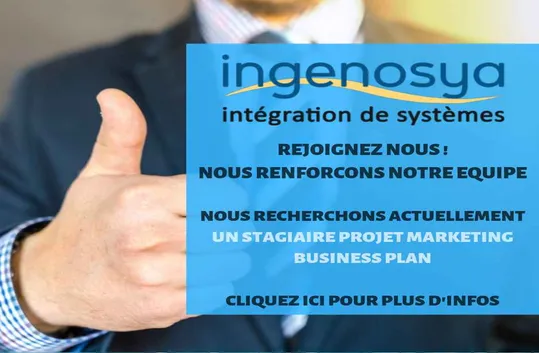 ingenosya
intégration de systèmes
REJOIGNEZ NOUS !
NOUS RENFORCONS NOTRE EQUIPE
NOUS RECHERCHONS ACTUELLEMENT
UN STAGIAIRE PROJET MARKETING
BUSINESS PLAN
CLIQUEZ ICI POUR PLUS D'INFOS